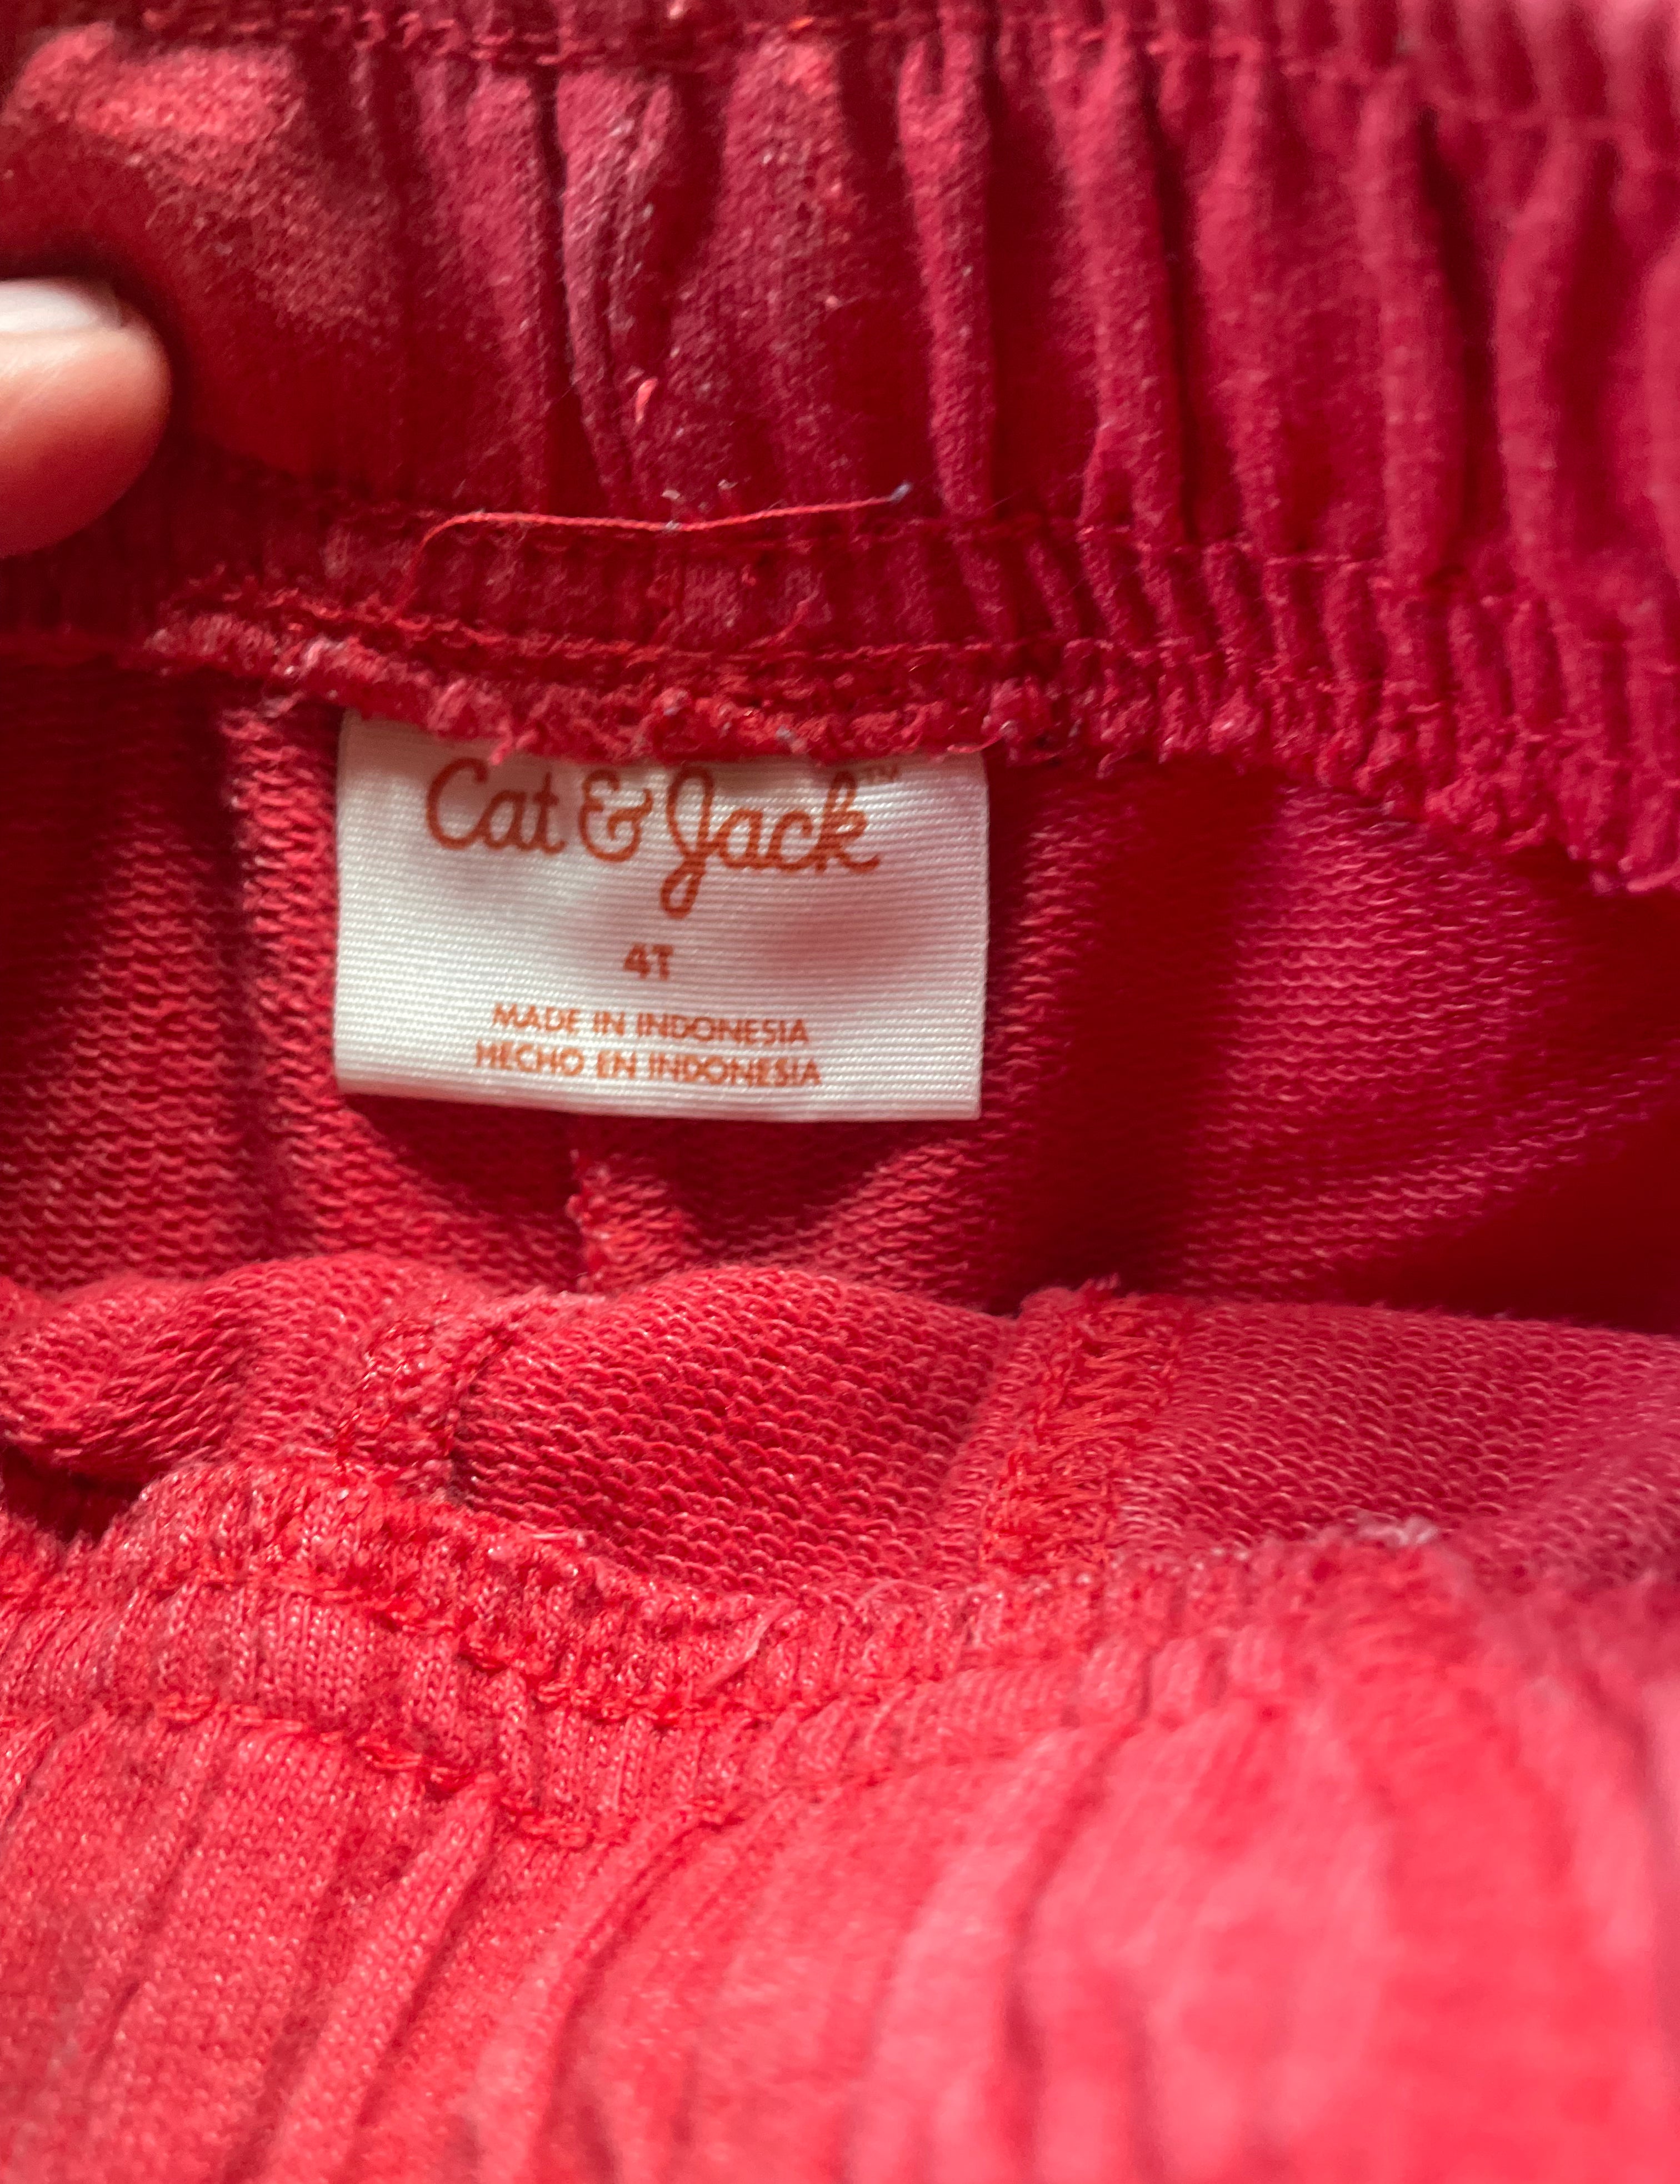 Cat & Jack™
4T
MADE IN INDONESIA
HECHO EN INDONESIA